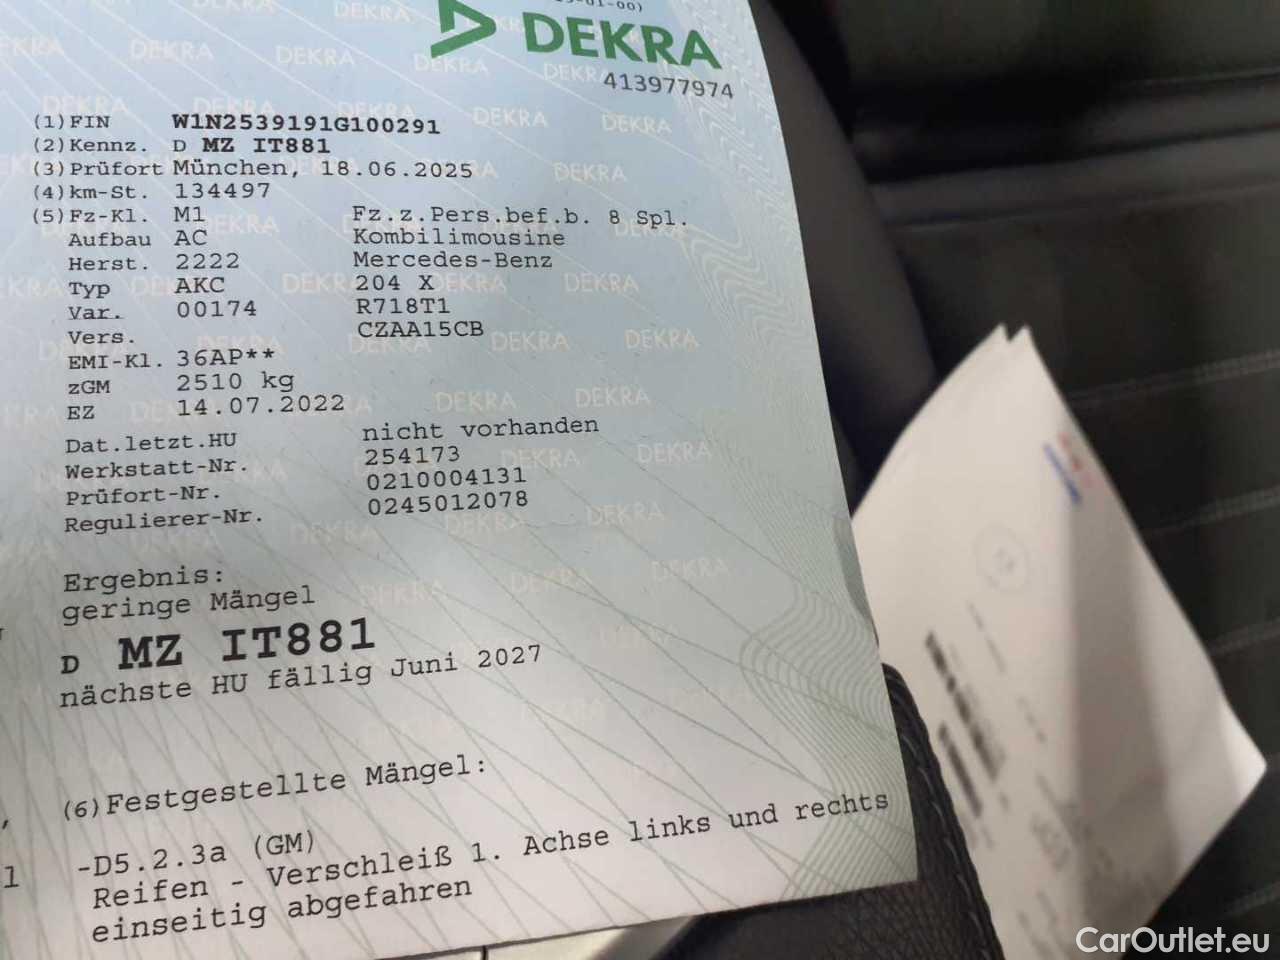 DEKRA
413977974
(1) FIN W1N2539191G100291
(2) Kennz. D MZ IT881
(3) Prüfort München, 18.06.2025
(4) km-St. 134497
(5) Fz-Kl. M1 Fz.z.Pers.bef.b. 8 Spl.
Aufbau AC Kombilimousine
Herst. 2222 Mercedes-Benz
Typ AKC 204 X
Var. 00174 R718T1
Vers. CZAA15CB
EMI-Kl. 36AP**
zGM 2510 kg
EZ 14.07.2022
Dat.letzt.HU nicht vorhanden
Werkstatt-Nr. 254173
Prüfort-Nr. 0210004131
Regulierer-Nr. 0245012078
Ergebnis:
geringe Mängel
D MZ IT881
nächste HU fällig Juni 2027
(6) Festgestellte Mängel:
-D5.2.3a (GM)
Reifen - Verschleiß 1. Achse links und rechts
einseitig abgefahren
CarOutlet.eu